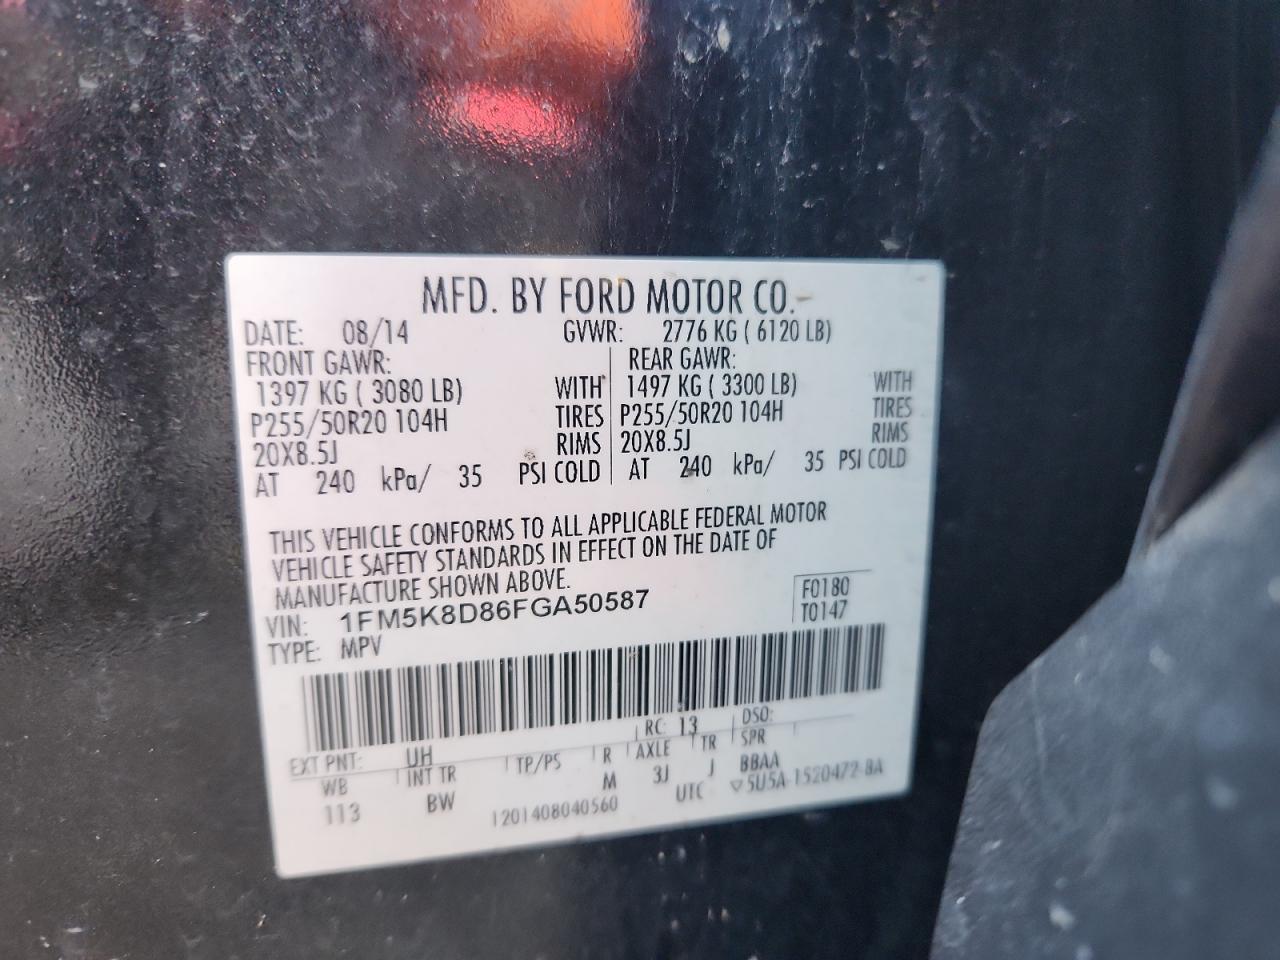 MFD. BY FORD MOTOR CO.
DATE: 08/14 GVWR: 2776 KG ( 6120 LB)
FRONT GAWR: REAR GAWR:
1397 KG ( 3080 LB) WITH 1497 KG ( 3300 LB) WITH
P255/50R20 104H TIRES P255/50R20 104H TIRES
20X8.5J RIMS 20X8.5J RIMS
AT 240 kPa/ 35 PSI COLD AT 240 kPa/ 35 PSI COLD
THIS VEHICLE CONFORMS TO ALL APPLICABLE FEDERAL MOTOR
VEHICLE SAFETY STANDARDS IN EFFECT ON THE DATE OF
MANUFACTURE SHOWN ABOVE.
VIN: 1FM5K8D86FGA50587 F0180
TYPE: MPV T0147
EXT PNT: UH RC: 13 DSO:
WB INT TR TP/PS R AXLE TR SPR
113 BW M 3J J BBAA
1201408040560 UTC ▽5U5A-1520472-BA